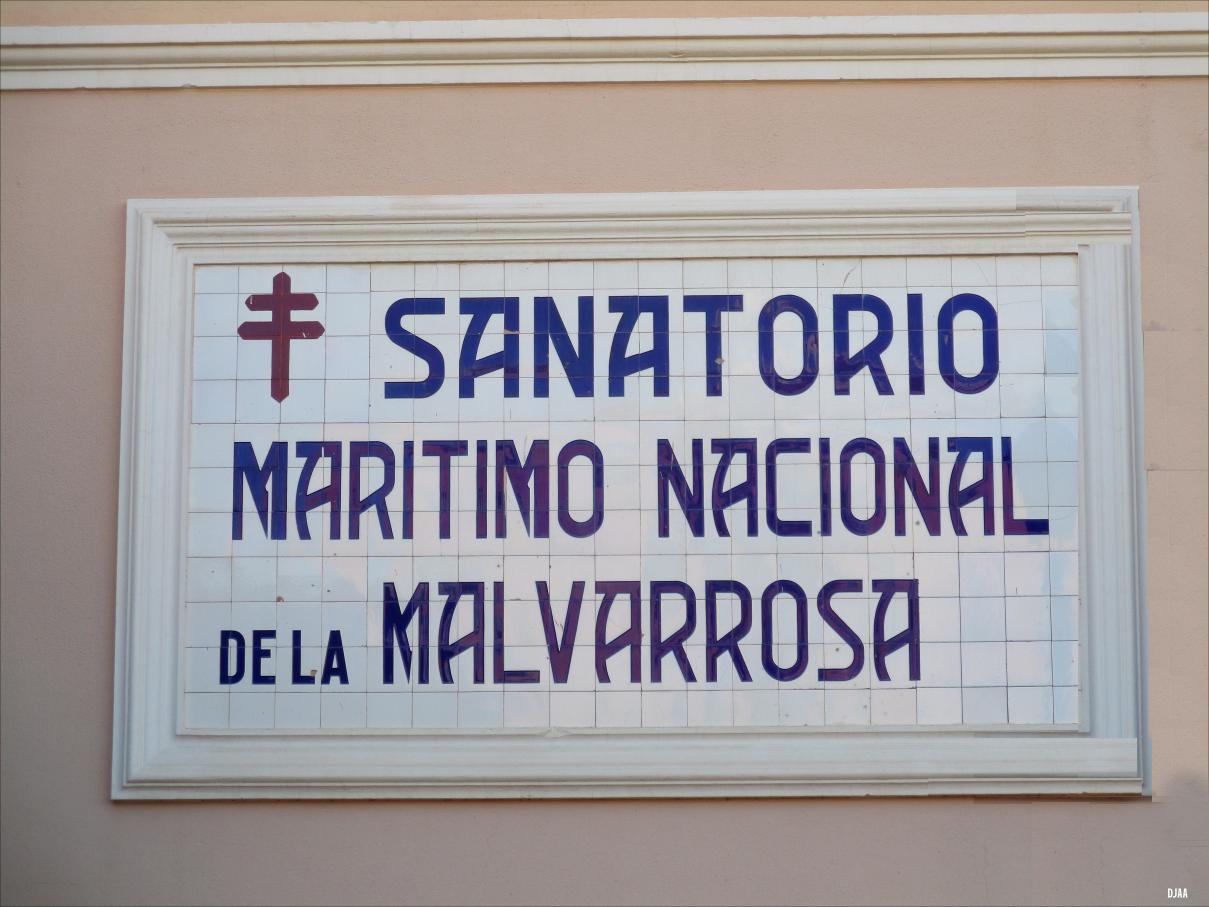 SANATORIO
MARITIMO NACIONAL
DE LA MALVARROSA
DJAA